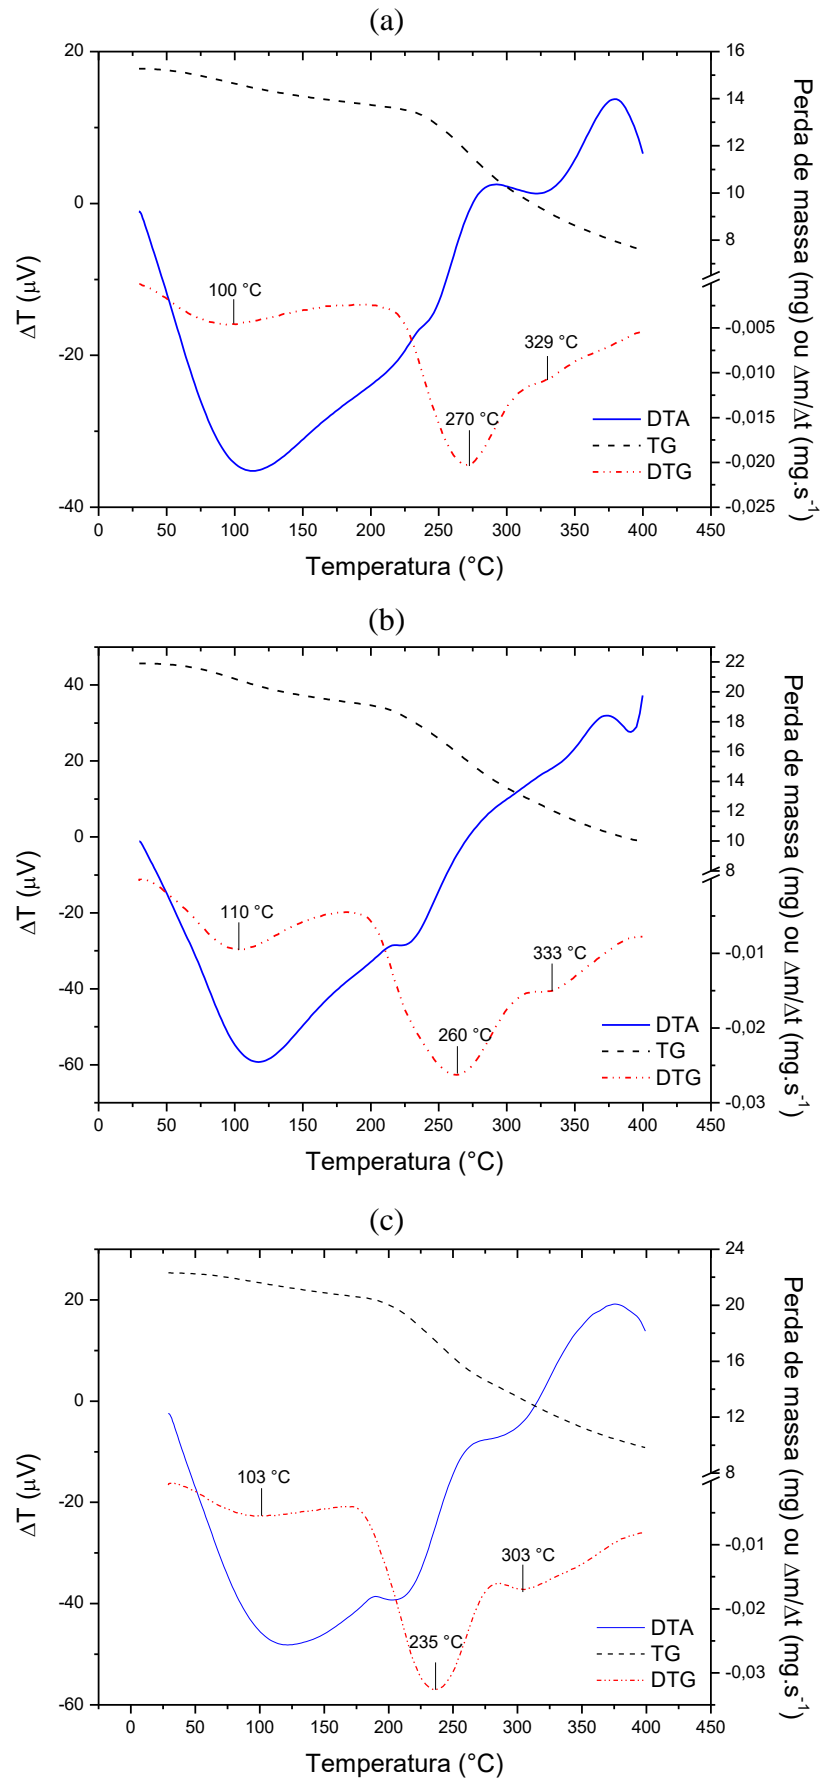 (a)
20
0
-20
-40
ΔT (μV)
16
14
12
10
8
-0,005
-0,010
-0,015
-0,020
-0,025
Perda de massa (mg) ou Δm/Δt (mg.s⁻¹)
100 °C
329 °C
270 °C
DTA
TG
DTG
0 50 100 150 200 250 300 350 400 450
Temperatura (°C)
(b)
40
20
0
-20
-40
-60
ΔT (μV)
22
20
18
16
14
12
10
8
-0,01
-0,02
-0,03
Perda de massa (mg) ou Δm/Δt (mg.s⁻¹)
110 °C
333 °C
260 °C
DTA
TG
DTG
0 50 100 150 200 250 300 350 400 450
Temperatura (°C)
(c)
20
0
-20
-40
-60
ΔT (μV)
24
20
16
12
8
-0,01
-0,02
-0,03
Perda de massa (mg) ou Δm/Δt (mg.s⁻¹)
103 °C
303 °C
235 °C
DTA
TG
DTG
0 50 100 150 200 250 300 350 400 450
Temperatura (°C)